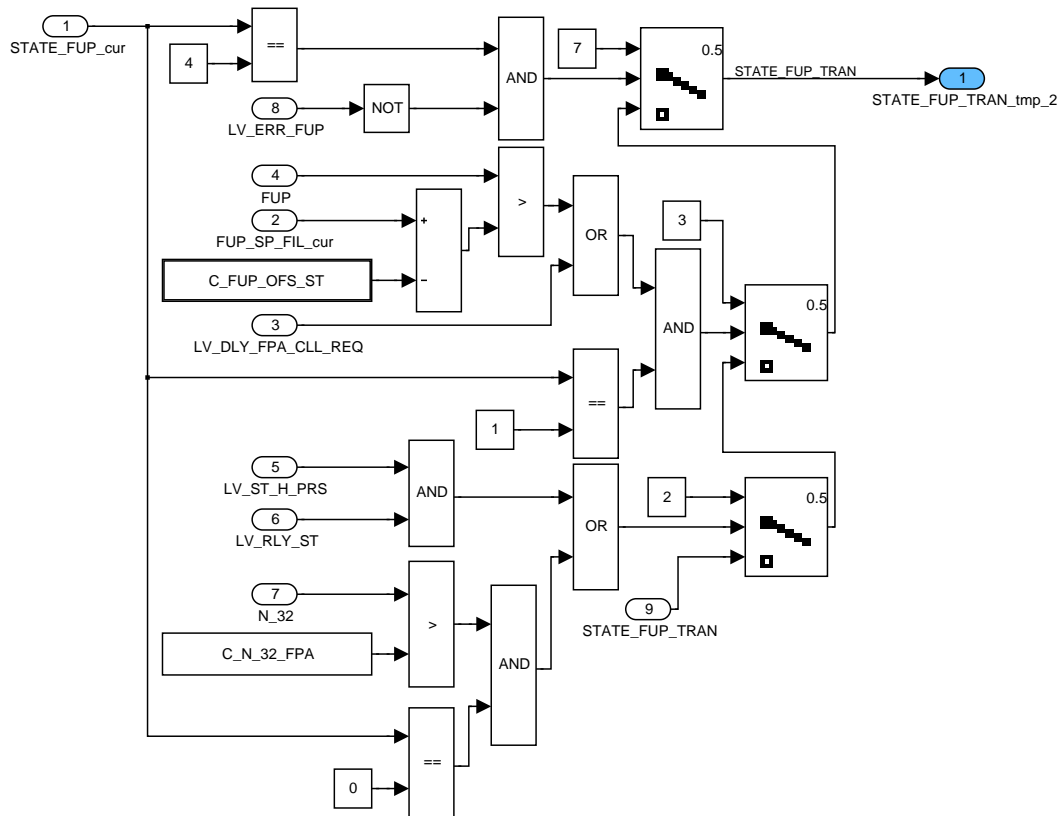 1
STATE_FUP_cur
4
==
8
LV_ERR_FUP
NOT
AND
7
0.5
STATE_FUP_TRAN
1
STATE_FUP_TRAN_tmp_2
4
FUP
2
FUP_SP_FIL_cur
C_FUP_OFS_ST
+
−
>
3
LV_DLY_FPA_CLL_REQ
OR
3
AND
0.5
==
1
5
LV_ST_H_PRS
6
LV_RLY_ST
AND
OR
2
0.5
7
N_32
C_N_32_FPA
>
AND
9
STATE_FUP_TRAN
0
==